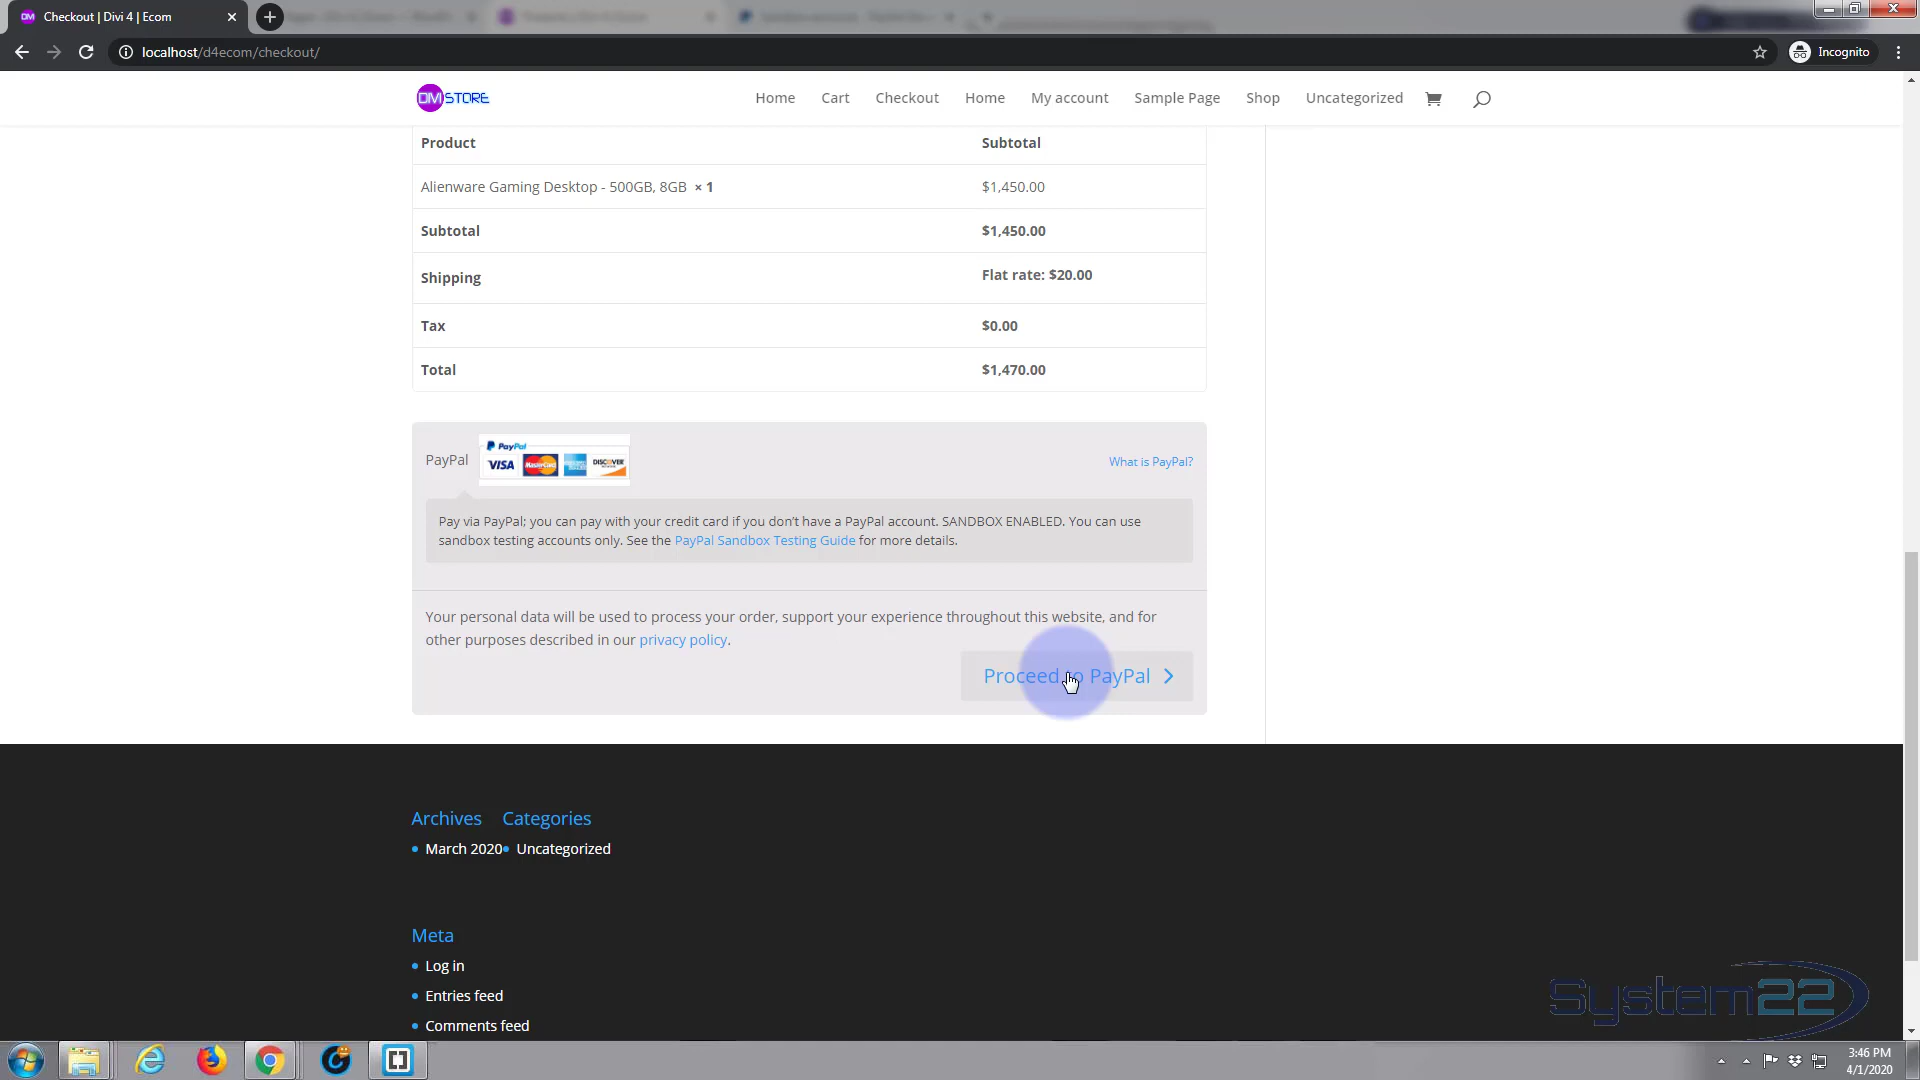 Checkout | Divi 4 | Ecom
localhost/d4ecom/checkout/
Incognito
DM STORE
Home
Cart
Checkout
Home
My account
Sample Page
Shop
Uncategorized
Product Subtotal
Alienware Gaming Desktop - 500GB, 8GB × 1 $1,450.00
Subtotal $1,450.00
Shipping Flat rate: $20.00
Tax $0.00
Total $1,470.00
PayPal
PayPal
VISA MasterCard DISCOVER
What is PayPal?
Pay via PayPal; you can pay with your credit card if you don't have a PayPal account. SANDBOX ENABLED. You can use
sandbox testing accounts only. See the PayPal Sandbox Testing Guide for more details.
Your personal data will be used to process your order, support your experience throughout this website, and for
other purposes described in our privacy policy.
Proceed to PayPal
Archives Categories
March 2020 Uncategorized
Meta
Log in
Entries feed
Comments feed
System22
3:46 PM
4/1/2020